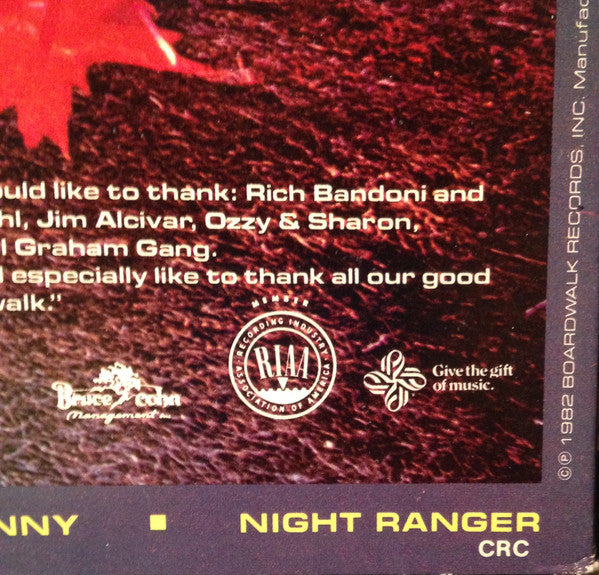 ould like to thank: Rich Bandoni and
hl, Jim Alcivar, Ozzy & Sharon,
l Graham Gang.
l especially like to thank all our good
walk."
MEMBER
RECORDING INDUSTRY
RIAA
ASSOCIATION OF AMERICA
Bruce Cohn
Management
Give the gift
of music.
NNY ■ NIGHT RANGER
CRC
©℗ 1982 BOARDWALK RECORDS, INC. Manufac